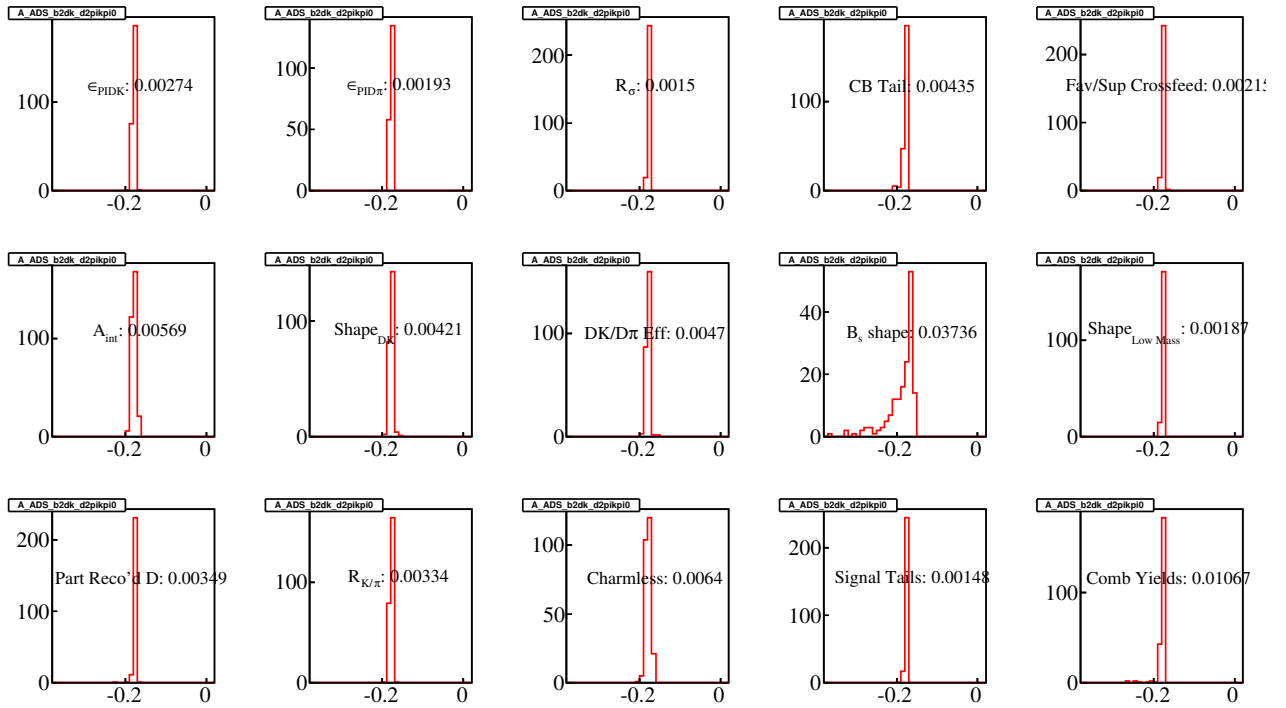 A_ADS_b2dk_d2pikpi0 A_ADS_b2dk_d2pikpi0 A_ADS_b2dk_d2pikpi0 A_ADS_b2dk_d2pikpi0 A_ADS_b2dk_d2pikpi0
200
100 100
∈PIDK: 0.00274 ∈PIDπ: 0.00193 Rσ: 0.0015 CB Tail: 0.00435 Fav/Sup Crossfeed: 0.00215
100 50 100 100 100
0 0 0 0 0
-0.2 0 -0.2 0 -0.2 0 -0.2 0 -0.2 0
A_ADS_b2dk_d2pikpi0 A_ADS_b2dk_d2pikpi0 A_ADS_b2dk_d2pikpi0 A_ADS_b2dk_d2pikpi0 A_ADS_b2dk_d2pikpi0
40
Aint: 0.00569 ShapeDK: 0.00421 DK/Dπ Eff: 0.0047 Bs shape: 0.03736 ShapeLow Mass: 0.00187
100 100 100 20 100
0 0 0 0 0
-0.2 0 -0.2 0 -0.2 0 -0.2 0 -0.2 0
A_ADS_b2dk_d2pikpi0 A_ADS_b2dk_d2pikpi0 A_ADS_b2dk_d2pikpi0 A_ADS_b2dk_d2pikpi0 A_ADS_b2dk_d2pikpi0
200 100 200
Part Reco'd D: 0.00349 RK/π: 0.00334 Charmless: 0.0064 Signal Tails: 0.00148 Comb Yields: 0.01067
100 100 50 100 100
0 0 0 0 0
-0.2 0 -0.2 0 -0.2 0 -0.2 0 -0.2 0